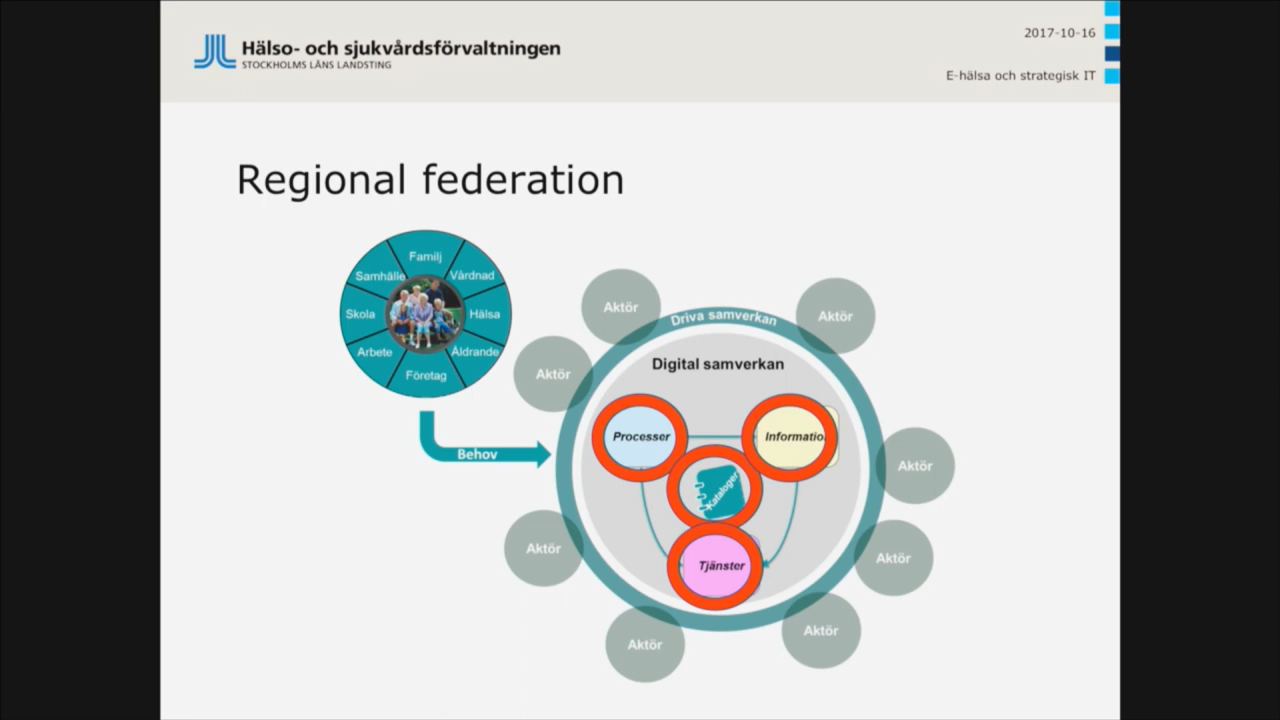 Hälso- och sjukvårdsförvaltningen
STOCKHOLMS LÄNS LANDSTING
2017-10-16
E-hälsa och strategisk IT
Regional federation
Familj
Samhälle
Vårdnad
Skola
Hälsa
Arbete
Åldrande
Företag
Behov
Aktör
Aktör
Driva samverkan
Digital samverkan
Aktör
Processer
Informatio
Aktör
Kataloger
Aktör
Aktör
Tjänster
Aktör
Aktör